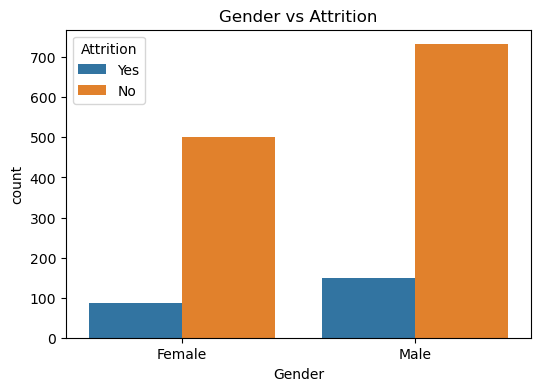 Gender vs Attrition
Attrition
Yes
No
700
600
500
400
300
200
100
0
count
Female
Male
Gender